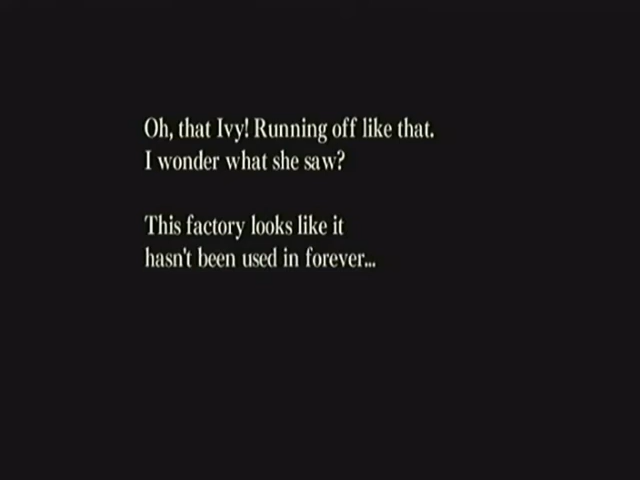 Oh, that Ivy! Running off like that.
I wonder what she saw?
This factory looks like it
hasn't been used in forever...